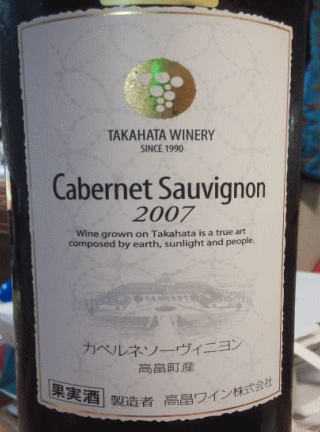 TAKAHATA WINERY
SINCE 1990
Cabernet Sauvignon
2007
Wine grown on Takahata is a true art
composed by earth, sunlight and people.
カベルネソーヴィニヨン
高畠町産
果実酒 製造者 高畠ワイン株式会社